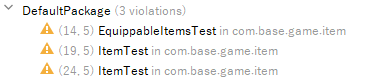 DefaultPackage (3 violations)
(14, 5) EquippableItemsTest in com.base.game.item
(19, 5) ItemTest in com.base.game.item
(24, 5) ItemTest in com.base.game.item